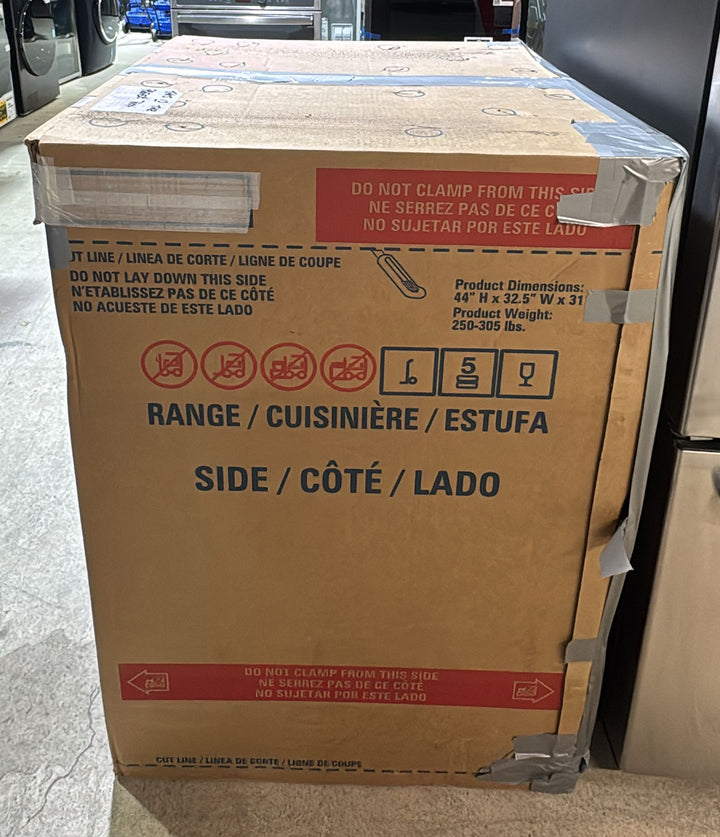 DO NOT CLAMP FROM THIS
NE SERREZ PAS DE CE
NO SUJETAR POR ESTE LADO
LINE / LINEA DE CORTE / LIGNE DE COUPE
DO NOT LAY DOWN THIS SIDE
N'ETABLISSEZ PAS DE CE CÔTÉ
NO ACUESTE DE ESTE LADO
Product Dimensions:
44" H x 32.5" W x 31
Product Weight:
250-305 lbs.
5
RANGE / CUISINIÈRE / ESTUFA
SIDE / CÔTÉ / LADO
DO NOT CLAMP FROM THIS SIDE
NE SERREZ PAS DE CE CÔTÉ
NO SUJETAR POR ESTE LADO
CUT LINE / LINEA DE CORTE / LIGNE DE COUPE